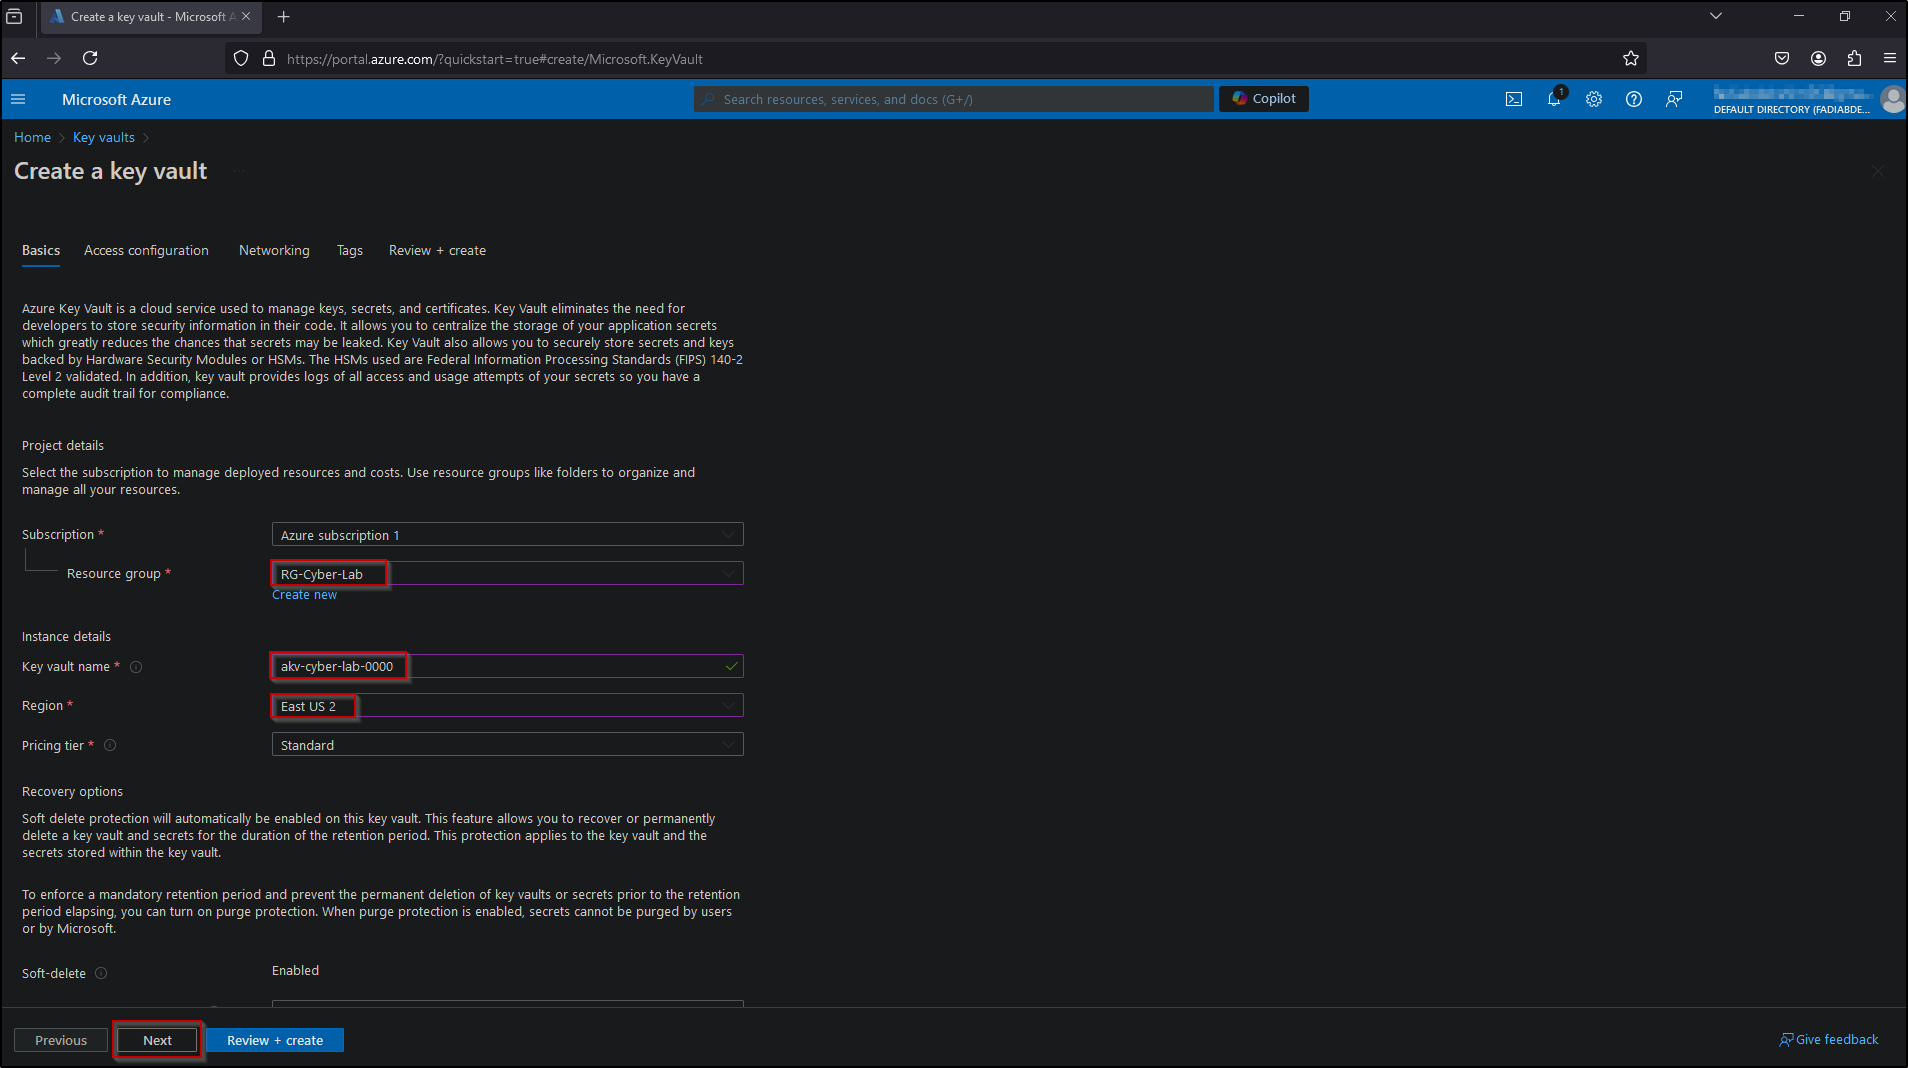 Create a key vault - Microsoft A
https://portal.azure.com/?quickstart=true#create/Microsoft.KeyVault
Microsoft Azure
Search resources, services, and docs (G+/)
Copilot
1
DEFAULT DIRECTORY (FADIABDE...
Home > Key vaults >
Create a key vault ...
Basics
Access configuration
Networking
Tags
Review + create
Azure Key Vault is a cloud service used to manage keys, secrets, and certificates. Key Vault eliminates the need for
developers to store security information in their code. It allows you to centralize the storage of your application secrets
which greatly reduces the chances that secrets may be leaked. Key Vault also allows you to securely store secrets and keys
backed by Hardware Security Modules or HSMs. The HSMs used are Federal Information Processing Standards (FIPS) 140-2
Level 2 validated. In addition, key vault provides logs of all access and usage attempts of your secrets so you have a
complete audit trail for compliance.
Project details
Select the subscription to manage deployed resources and costs. Use resource groups like folders to organize and
manage all your resources.
Subscription *
Azure subscription 1
Resource group *
RG-Cyber-Lab
Create new
Instance details
Key vault name *
akv-cyber-lab-0000
Region *
East US 2
Pricing tier *
Standard
Recovery options
Soft delete protection will automatically be enabled on this key vault. This feature allows you to recover or permanently
delete a key vault and secrets for the duration of the retention period. This protection applies to the key vault and the
secrets stored within the key vault.
To enforce a mandatory retention period and prevent the permanent deletion of key vaults or secrets prior to the retention
period elapsing, you can turn on purge protection. When purge protection is enabled, secrets cannot be purged by users
or by Microsoft.
Soft-delete
Enabled
Previous
Next
Review + create
Give feedback